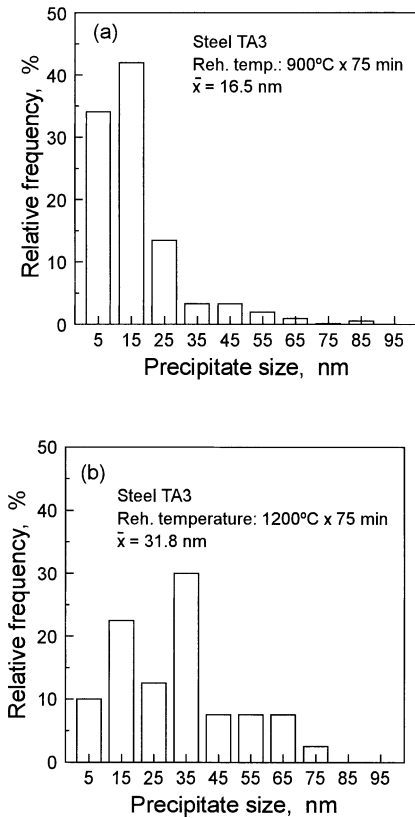 (a)
Steel TA3
Reh. temp.: 900ºC x 75 min
x̄ = 16.5 nm
Relative frequency, %
50
40
30
20
10
0
5 15 25 35 45 55 65 75 85 95
Precipitate size, nm
(b)
Steel TA3
Reh. temperature: 1200ºC x 75 min
x̄ = 31.8 nm
Relative frequency, %
50
40
30
20
10
0
5 15 25 35 45 55 65 75 85 95
Precipitate size, nm